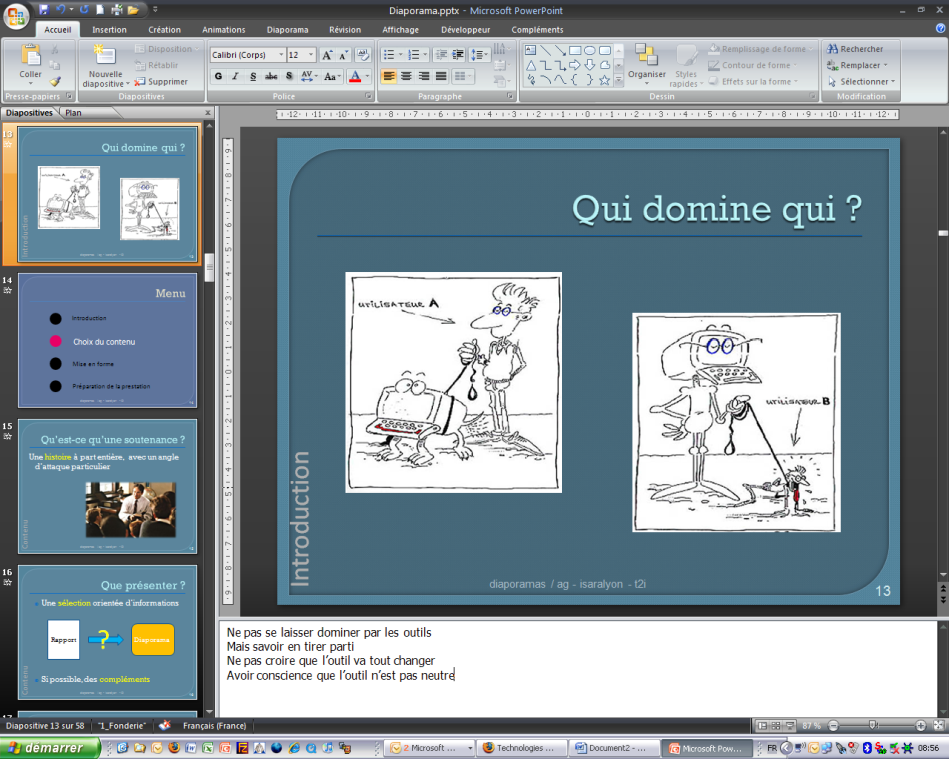 Diaporama.pptx - Microsoft PowerPoint
Accueil Insertion Création Animations Diaporama Révision Affichage Développeur Compléments
Coller
Presse-papiers
Nouvelle diapositive
Disposition
Rétablir
Supprimer
Diapositives
Calibri (Corps) 12
G I S abc S AV Aa A
Police
Paragraphe
Organiser
Styles rapides
Remplissage de forme
Contour de forme
Effets sur la forme
Dessin
Rechercher
Remplacer
Sélectionner
Modification
Diapositives Plan
13
Qui domine qui ?
Introduction
14
Menu
Introduction
Choix du contenu
Mise en forme
Préparation de la prestation
15
Qu'est-ce qu'une soutenance ?
Une histoire à part entière, avec un angle
d'attaque particulier
Contenu
16
Que présenter ?
Une sélection orientée d'informations
Rapport ? Diaporama
Si possible, des compléments
Contenu
17
Qui domine qui ?
UTILISATEUR A
UTILISATEUR B
Introduction
diaporamas / ag - isaralyon - t2i
13
Ne pas se laisser dominer par les outils
Mais savoir en tirer parti
Ne pas croire que l'outil va tout changer
Avoir conscience que l'outil n'est pas neutre
Diapositive 13 sur 58 "1_Fonderie" Français (France) 87 %
démarrer 2 Microsoft ... Technologies ... Document2 - ... Microsoft Pow... FR 08:56